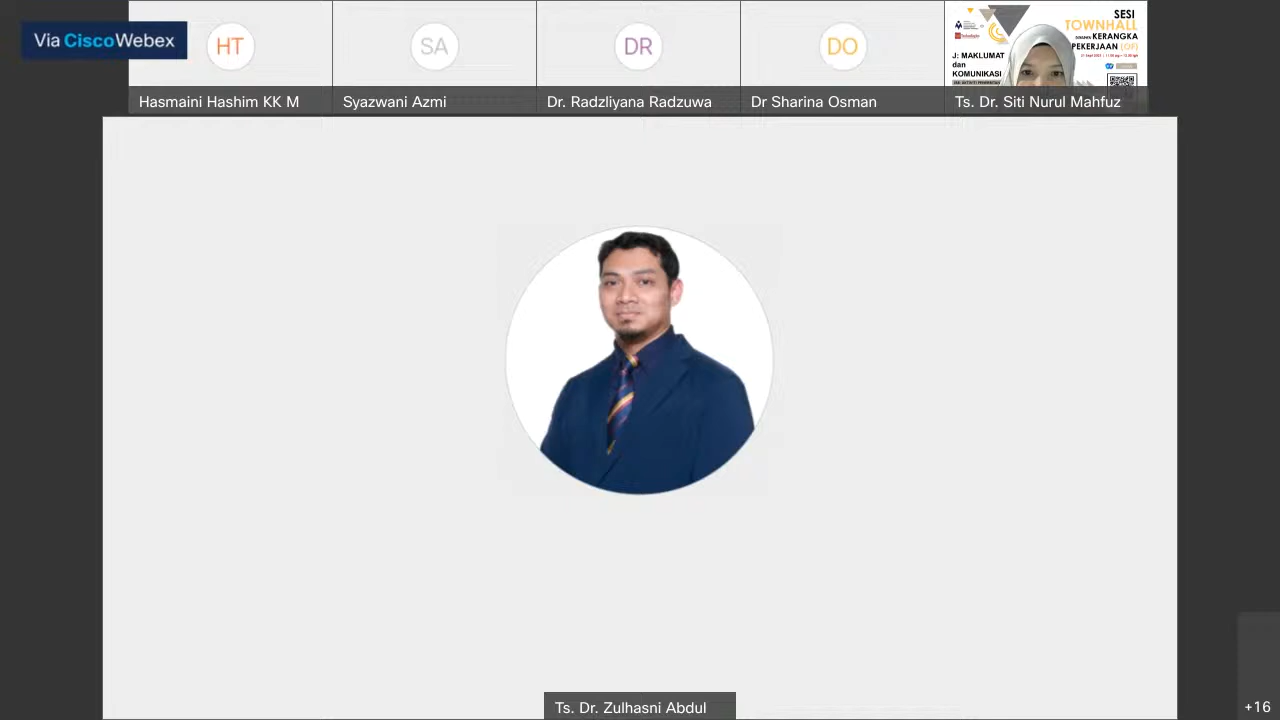 Via CiscoWebex
HT
SA
DR
DO
SESI
TOWNHALL
KERANGKA
PEKERJAAN (OF)
J: MAKLUMAT
dan
KOMUNIKASI
Hasmaini Hashim KK M
Syazwani Azmi
Dr. Radzliyana Radzuwa
Dr Sharina Osman
Ts. Dr. Siti Nurul Mahfuz
Ts. Dr. Zulhasni Abdul
+16